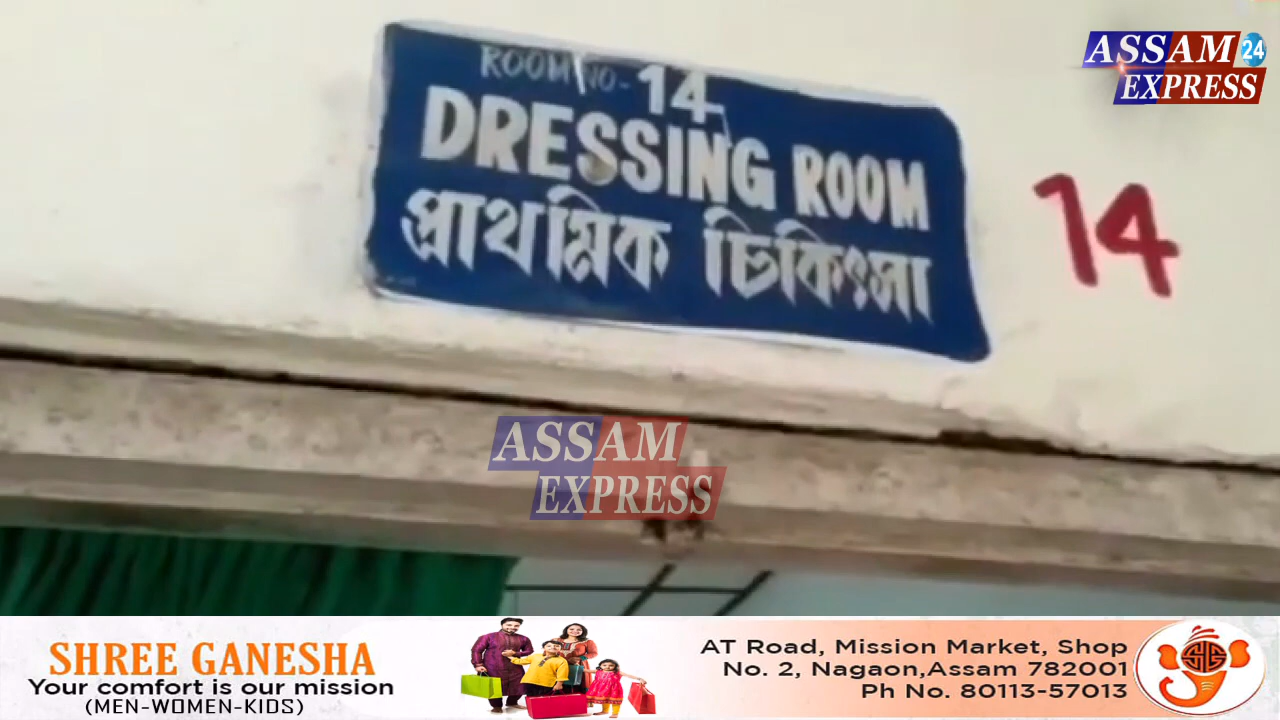 ROOM NO- 14
DRESSING ROOM
প্রাথমিক চিকিৎসা
14
ASSAM 24
EXPRESS
ASSAM
EXPRESS
SHREE GANESHA
Your comfort is our mission
(MEN-WOMEN-KIDS)
AT Road, Mission Market, Shop
No. 2, Nagaon,Assam 782001
Ph No. 80113-57013